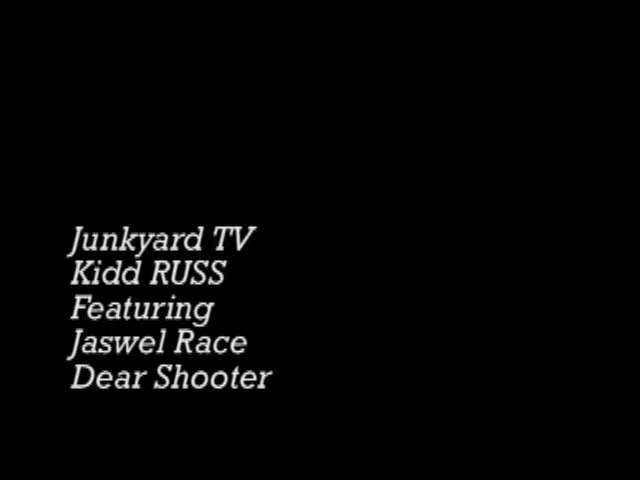 Junkyard TV
Kidd RUSS
Featuring
Jaswel Race
Dear Shooter